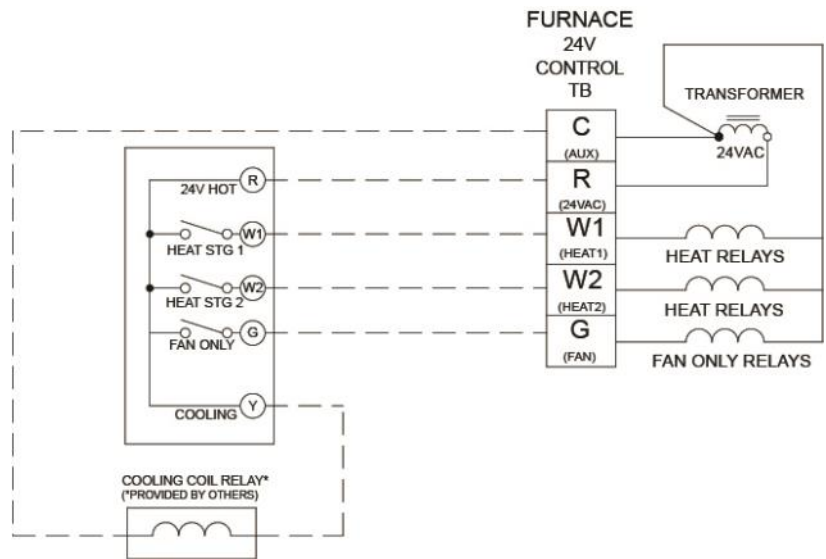 FURNACE
24V
CONTROL
TB
TRANSFORMER
24VAC
C
(AUX)
R
(24VAC)
W1
(HEAT1)
W2
(HEAT2)
G
(FAN)
HEAT RELAYS
HEAT RELAYS
FAN ONLY RELAYS
24V HOT R
HEAT STG 1 W1
HEAT STG 2 W2
FAN ONLY G
COOLING Y
COOLING COIL RELAY*
(*PROVIDED BY OTHERS)